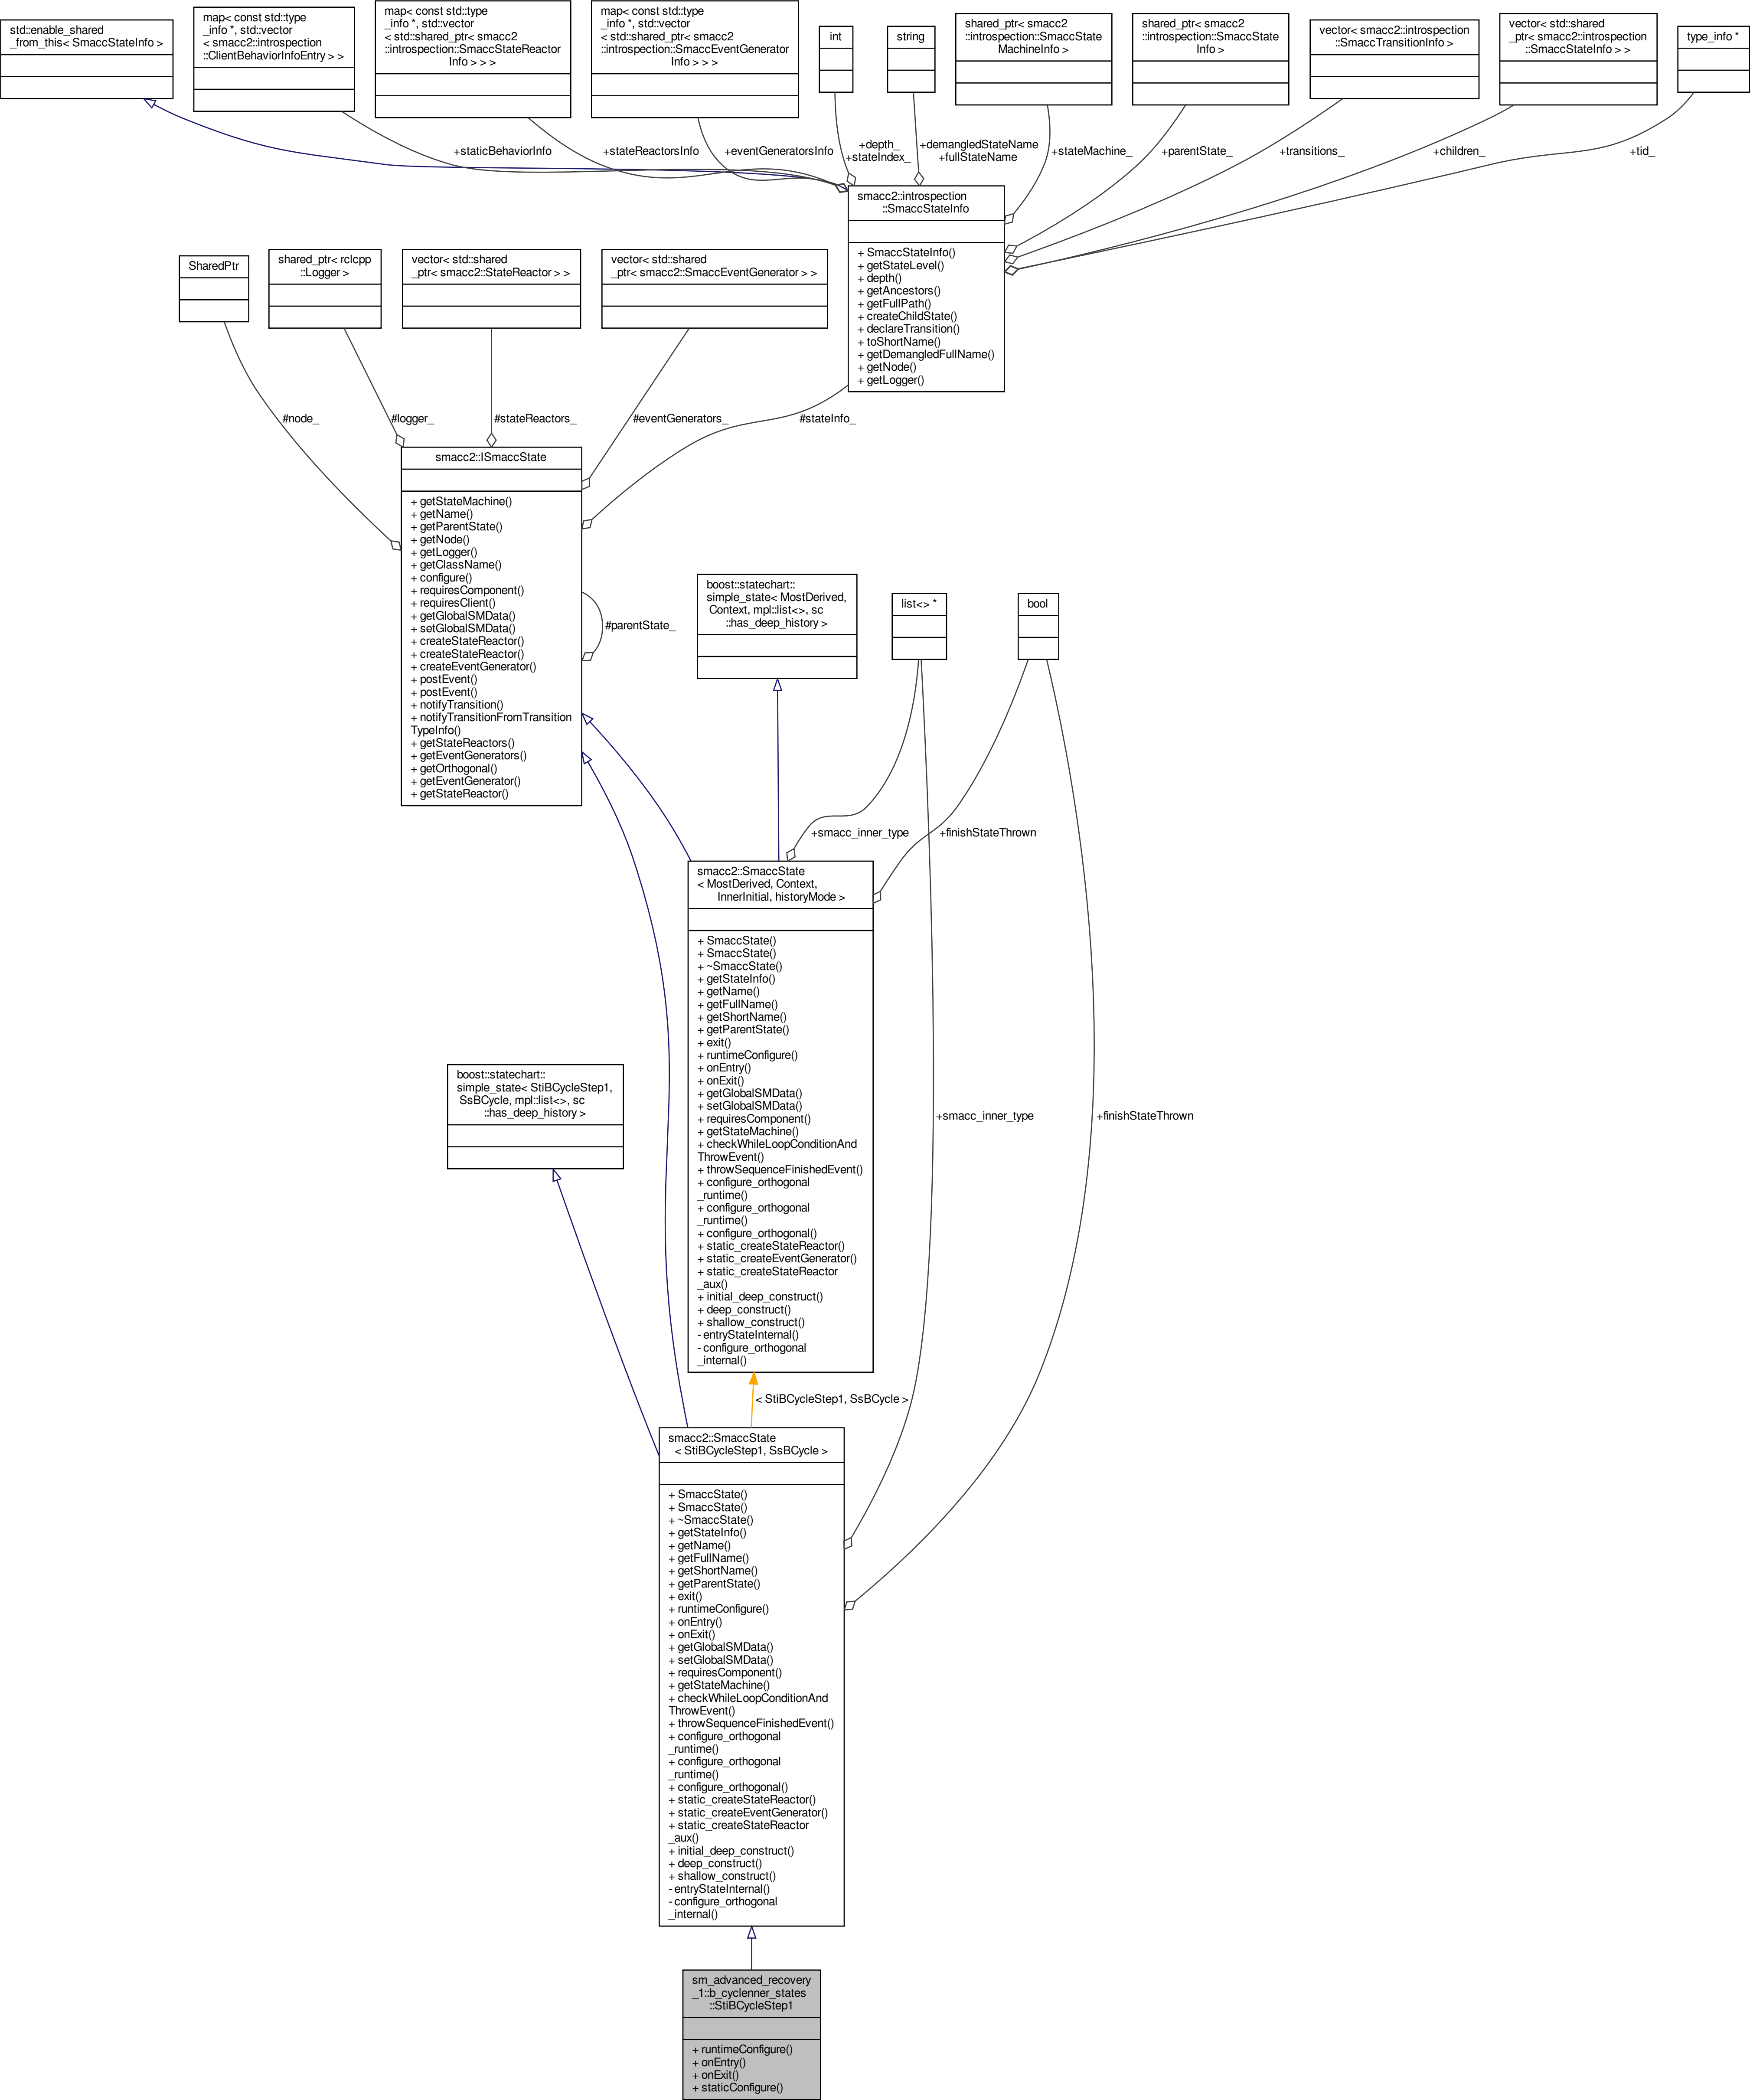 std::enable_shared
_from_this< SmaccStateInfo >
map< const std::type
_info *, std::vector
< smacc2::introspection
::ClientBehaviorInfoEntry > >
map< const std::type
_info *, std::vector
< std::shared_ptr< smacc2
::introspection::SmaccStateReactor
Info > > >
map< const std::type
_info *, std::vector
< std::shared_ptr< smacc2
::introspection::SmaccEventGenerator
Info > > >
int
string
shared_ptr< smacc2
::introspection::SmaccState
MachineInfo >
shared_ptr< smacc2
::introspection::SmaccState
Info >
vector< smacc2::introspection
::SmaccTransitionInfo >
vector< std::shared
_ptr< smacc2::introspection
::SmaccStateInfo > >
type_info *
+staticBehaviorInfo
+stateReactorsInfo
+eventGeneratorsInfo
+depth_
+stateIndex_
+demangledStateName
+fullStateName
+stateMachine_
+parentState_
+transitions_
+children_
+tid_
smacc2::introspection
::SmaccStateInfo
+ SmaccStateInfo()
+ getStateLevel()
+ depth()
+ getAncestors()
+ getFullPath()
+ createChildState()
+ declareTransition()
+ toShortName()
+ getDemangledFullName()
+ getNode()
+ getLogger()
SharedPtr
shared_ptr< rclcpp
::Logger >
vector< std::shared
_ptr< smacc2::StateReactor > >
vector< std::shared
_ptr< smacc2::SmaccEventGenerator > >
#node_
#logger_
#stateReactors_
#eventGenerators_
#stateInfo_
smacc2::ISmaccState
+ getStateMachine()
+ getName()
+ getParentState()
+ getNode()
+ getLogger()
+ getClassName()
+ configure()
+ requiresComponent()
+ requiresClient()
+ getGlobalSMData()
+ setGlobalSMData()
+ createStateReactor()
+ createStateReactor()
+ createEventGenerator()
+ postEvent()
+ postEvent()
+ notifyTransition()
+ notifyTransitionFromTransition
TypeInfo()
+ getStateReactors()
+ getEventGenerators()
+ getOrthogonal()
+ getEventGenerator()
+ getStateReactor()
#parentState_
boost::statechart::
simple_state< MostDerived,
Context, mpl::list<>, sc
::has_deep_history >
list<> *
bool
+smacc_inner_type
+finishStateThrown
smacc2::SmaccState
< MostDerived, Context,
InnerInitial, historyMode >
+ SmaccState()
+ SmaccState()
+ ~SmaccState()
+ getStateInfo()
+ getName()
+ getFullName()
+ getShortName()
+ getParentState()
+ exit()
+ runtimeConfigure()
+ onEntry()
+ onExit()
+ getGlobalSMData()
+ setGlobalSMData()
+ requiresComponent()
+ getStateMachine()
+ checkWhileLoopConditionAnd
ThrowEvent()
+ throwSequenceFinishedEvent()
+ configure_orthogonal
_runtime()
+ configure_orthogonal
_runtime()
+ configure_orthogonal()
+ static_createStateReactor()
+ static_createEventGenerator()
+ static_createStateReactor
_aux()
+ initial_deep_construct()
+ deep_construct()
+ shallow_construct()
- entryStateInternal()
- configure_orthogonal
_internal()
boost::statechart::
simple_state< StiBCycleStep1,
SsBCycle, mpl::list<>, sc
::has_deep_history >
+smacc_inner_type
+finishStateThrown
< StiBCycleStep1, SsBCycle >
smacc2::SmaccState
< StiBCycleStep1, SsBCycle >
+ SmaccState()
+ SmaccState()
+ ~SmaccState()
+ getStateInfo()
+ getName()
+ getFullName()
+ getShortName()
+ getParentState()
+ exit()
+ runtimeConfigure()
+ onEntry()
+ onExit()
+ getGlobalSMData()
+ setGlobalSMData()
+ requiresComponent()
+ getStateMachine()
+ checkWhileLoopConditionAnd
ThrowEvent()
+ throwSequenceFinishedEvent()
+ configure_orthogonal
_runtime()
+ configure_orthogonal
_runtime()
+ configure_orthogonal()
+ static_createStateReactor()
+ static_createEventGenerator()
+ static_createStateReactor
_aux()
+ initial_deep_construct()
+ deep_construct()
+ shallow_construct()
- entryStateInternal()
- configure_orthogonal
_internal()
sm_advanced_recovery
_1::b_cyclenner_states
::StiBCycleStep1
+ runtimeConfigure()
+ onEntry()
+ onExit()
+ staticConfigure()